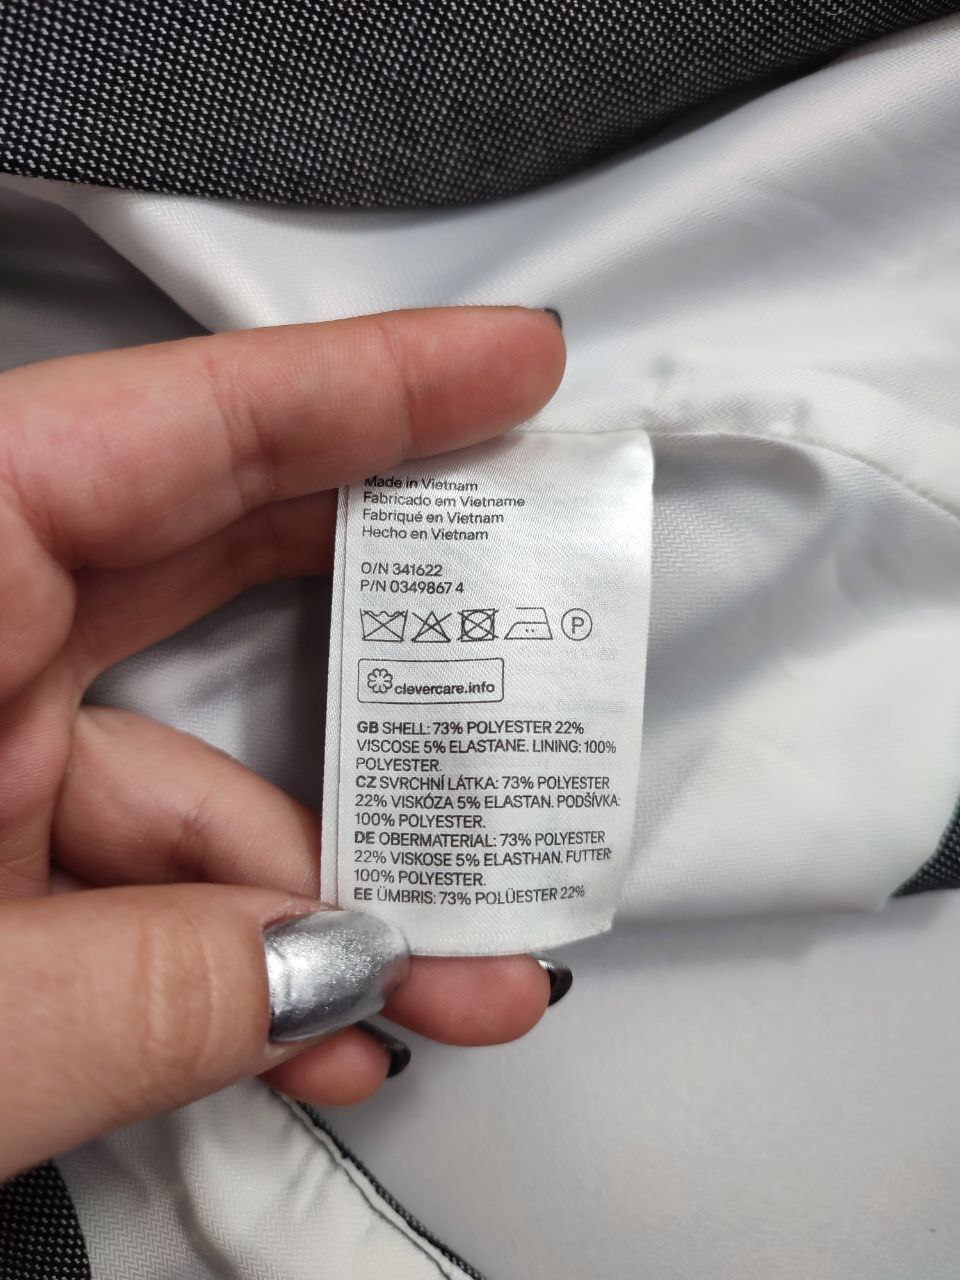 Made in Vietnam
Fabricado em Vietname
Fabriqué en Vietnam
Hecho en Vietnam
O/N 341622
P/N 0349867 4
P
clevercare.info
GB SHELL: 73% POLYESTER 22%
VISCOSE 5% ELASTANE. LINING: 100%
POLYESTER.
CZ SVRCHNÍ LÁTKA: 73% POLYESTER
22% VISKÓZA 5% ELASTAN. PODŠÍVKA:
100% POLYESTER.
DE OBERMATERIAL: 73% POLYESTER
22% VISKOSE 5% ELASTHAN. FUTTER:
100% POLYESTER.
EE ÜMBRIS: 73% POLÜESTER 22%